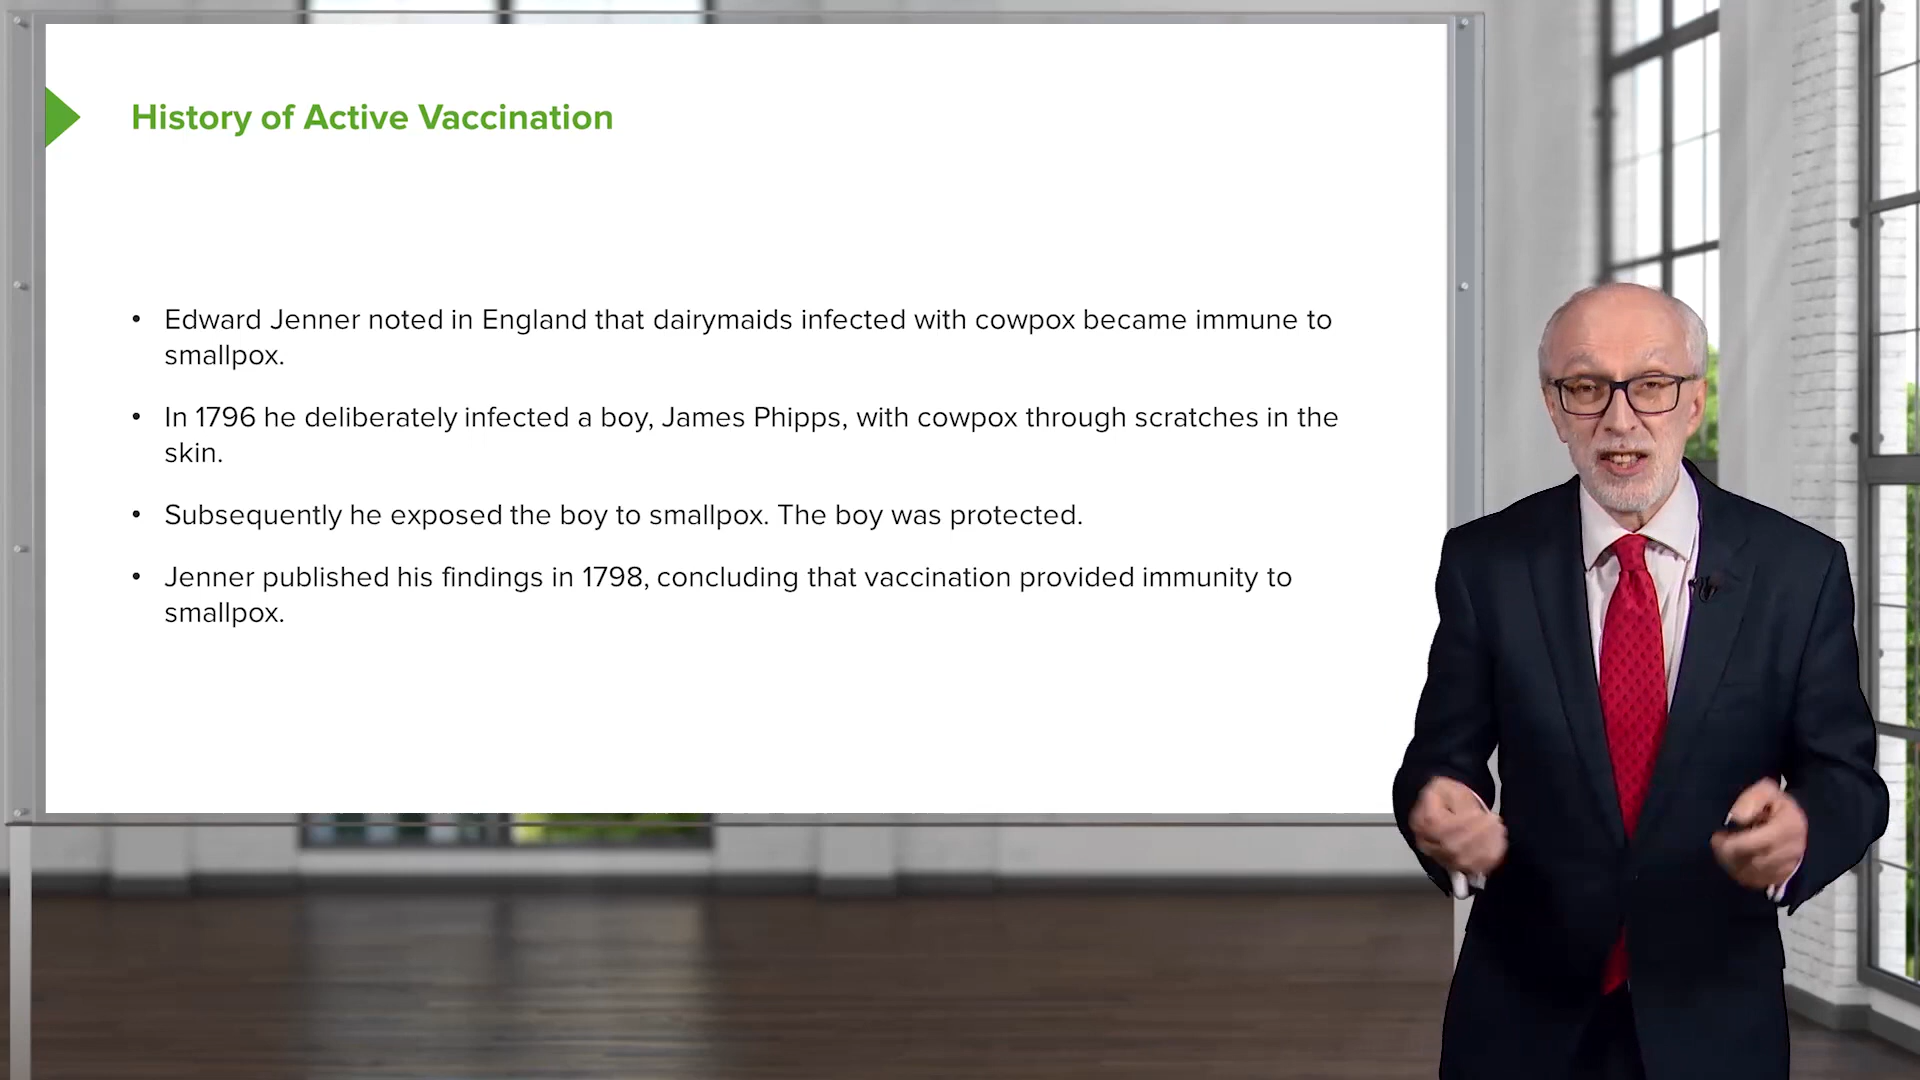 History of Active Vaccination
• Edward Jenner noted in England that dairymaids infected with cowpox became immune to
smallpox.
• In 1796 he deliberately infected a boy, James Phipps, with cowpox through scratches in the
skin.
• Subsequently he exposed the boy to smallpox. The boy was protected.
• Jenner published his findings in 1798, concluding that vaccination provided immunity to
smallpox.